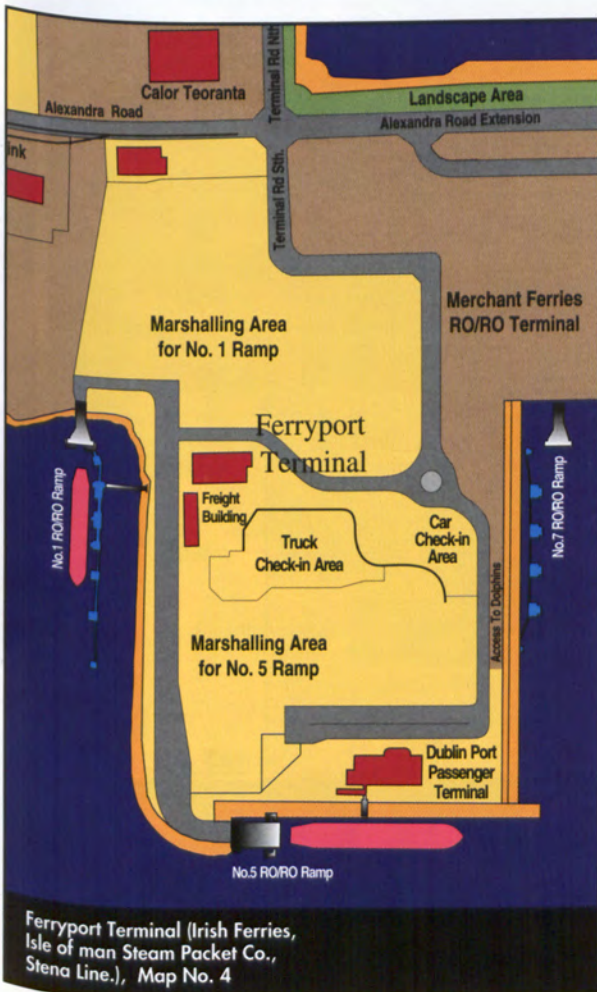 Calor Teoranta
Terminal Rd Nth
Landscape Area
Alexandra Road
Alexandra Road Extension
ink
Terminal Rd Sth.
Merchant Ferries
RO/RO Terminal
Marshalling Area
for No. 1 Ramp
Ferryport
Terminal
No.1 RO/RO Ramp
Freight
Building
Truck
Check-in Area
Car
Check-in
Area
No.7 RO/RO Ramp
Access To Dolphins
Marshalling Area
for No. 5 Ramp
Dublin Port
Passenger
Terminal
No.5 RO/RO Ramp
Ferryport Terminal (Irish Ferries,
Isle of man Steam Packet Co.,
Stena Line.), Map No. 4